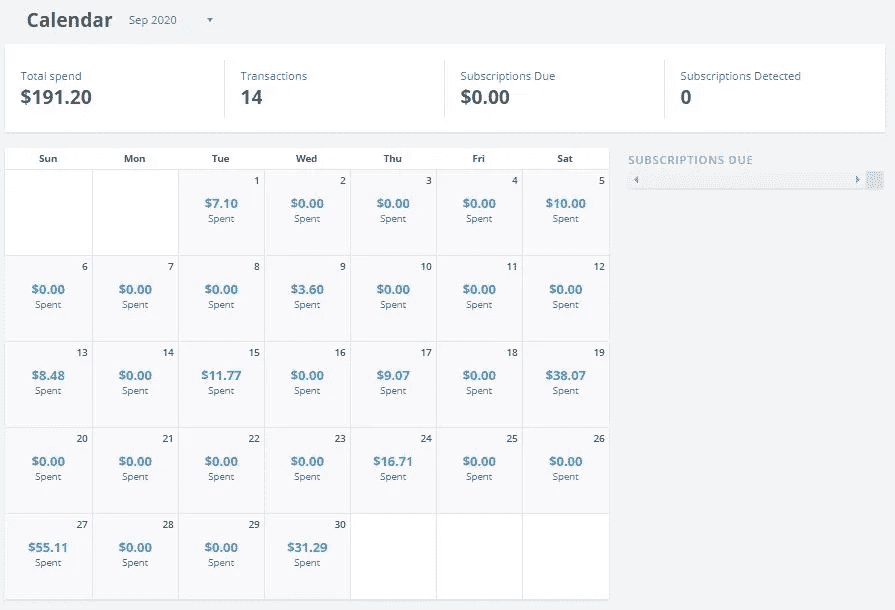 Calendar Sep 2020
Total spend Transactions Subscriptions Due Subscriptions Detected
$191.20 14 $0.00 0
Sun Mon Tue Wed Thu Fri Sat
SUBSCRIPTIONS DUE
1 2 3 4 5
$7.10 $0.00 $0.00 $0.00 $10.00
Spent Spent Spent Spent Spent
6 7 8 9 10 11 12
$0.00 $0.00 $0.00 $3.60 $0.00 $0.00 $0.00
Spent Spent Spent Spent Spent Spent Spent
13 14 15 16 17 18 19
$8.48 $0.00 $11.77 $0.00 $9.07 $0.00 $38.07
Spent Spent Spent Spent Spent Spent Spent
20 21 22 23 24 25 26
$0.00 $0.00 $0.00 $0.00 $16.71 $0.00 $0.00
Spent Spent Spent Spent Spent Spent Spent
27 28 29 30
$55.11 $0.00 $0.00 $31.29
Spent Spent Spent Spent